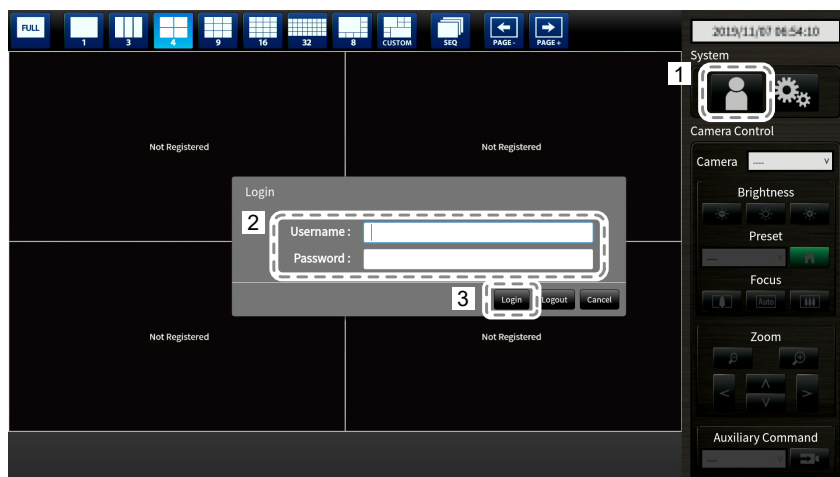 FULL
1
3
4
9
16
32
8
CUSTOM
SEQ
PAGE-
PAGE+
2019/11/07 06:54:10
System
1
Camera Control
Camera ---- v
Brightness
Preset
---- v
Focus
Auto
Zoom
Auxiliary Command
---- v
Not Registered
Not Registered
Login
2
Username :
Password :
3
Login
Logout
Cancel
Not Registered
Not Registered